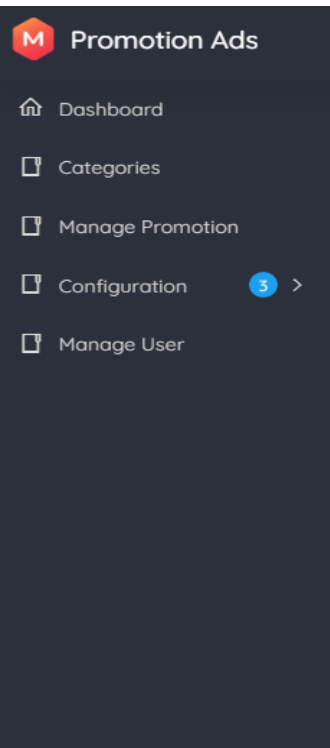 M Promotion Ads
Dashboard
Categories
Manage Promotion
Configuration 3 >
Manage User